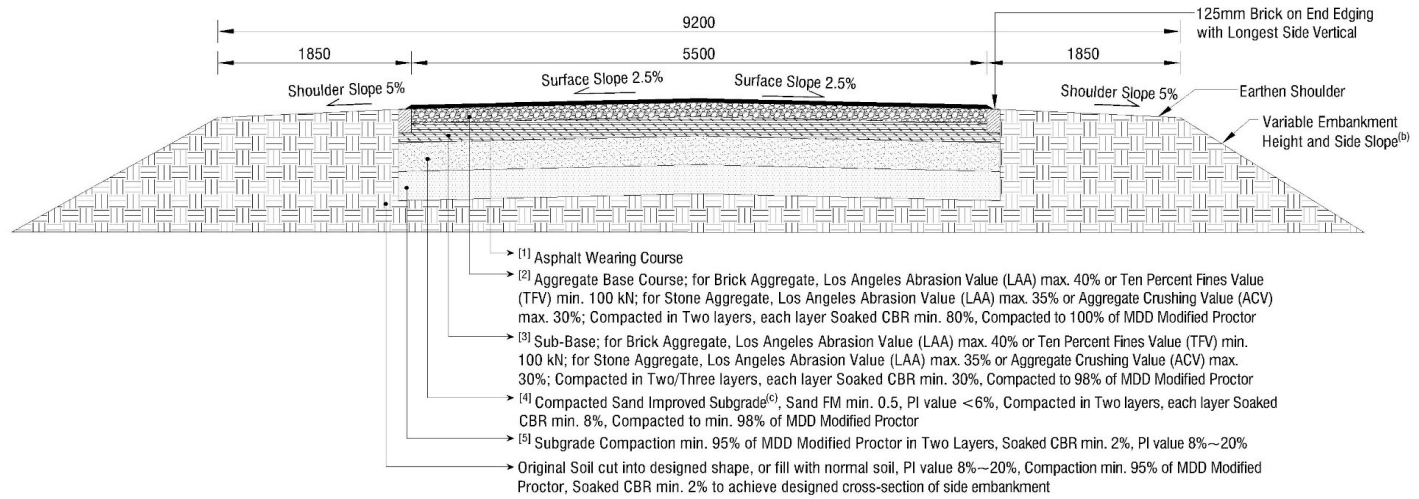 9200
125mm Brick on End Edging
with Longest Side Vertical
1850
5500
1850
Shoulder Slope 5%
Surface Slope 2.5%
Surface Slope 2.5%
Shoulder Slope 5%
Earthen Shoulder
Variable Embankment
Height and Side Slope(b)
[1] Asphalt Wearing Course
[2] Aggregate Base Course; for Brick Aggregate, Los Angeles Abrasion Value (LAA) max. 40% or Ten Percent Fines Value
(TFV) min. 100 kN; for Stone Aggregate, Los Angeles Abrasion Value (LAA) max. 35% or Aggregate Crushing Value (ACV)
max. 30%; Compacted in Two layers, each layer Soaked CBR min. 80%, Compacted to 100% of MDD Modified Proctor
[3] Sub-Base; for Brick Aggregate, Los Angeles Abrasion Value (LAA) max. 40% or Ten Percent Fines Value (TFV) min.
100 kN; for Stone Aggregate, Los Angeles Abrasion Value (LAA) max. 35% or Aggregate Crushing Value (ACV) max.
30%; Compacted in Two/Three layers, each layer Soaked CBR min. 30%, Compacted to 98% of MDD Modified Proctor
[4] Compacted Sand Improved Subgrade(c), Sand FM min. 0.5, PI value <6%, Compacted in Two layers, each layer Soaked
CBR min. 8%, Compacted to min. 98% of MDD Modified Proctor
[5] Subgrade Compaction min. 95% of MDD Modified Proctor in Two Layers, Soaked CBR min. 2%, PI value 8%~20%
Original Soil cut into designed shape, or fill with normal soil, PI value 8%~20%, Compaction min. 95% of MDD Modified
Proctor, Soaked CBR min. 2% to achieve designed cross-section of side embankment